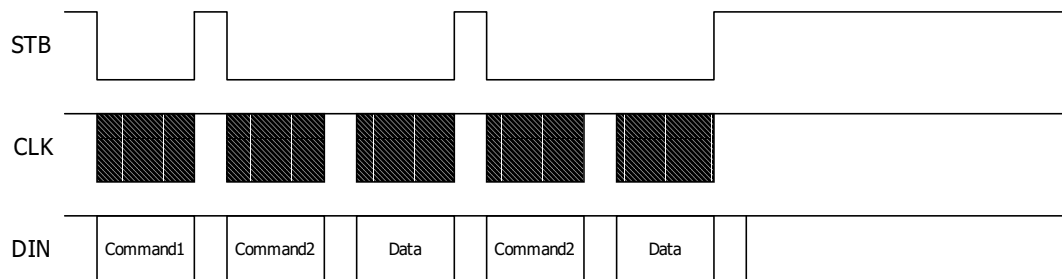 STB
CLK
DIN
Command1 Command2 Data Command2 Data